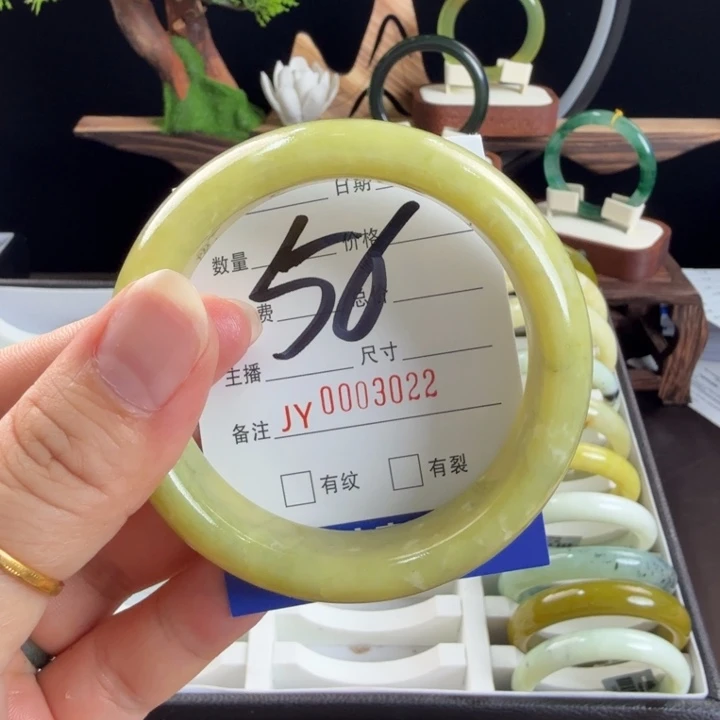 日期
数量 价格
费 总价
56
主播 尺寸
备注 JY0003022
有纹 有裂